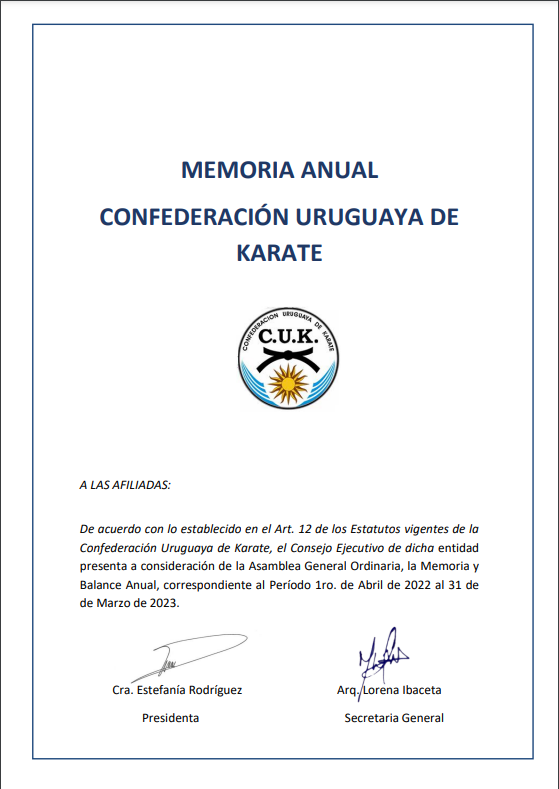 MEMORIA ANUAL
CONFEDERACIÓN URUGUAYA DE
KARATE
CONFEDERACION URUGUAYA DE KARATE
C.U.K.
A LAS AFILIADAS:
De acuerdo con lo establecido en el Art. 12 de los Estatutos vigentes de la
Confederación Uruguaya de Karate, el Consejo Ejecutivo de dicha entidad
presenta a consideración de la Asamblea General Ordinaria, la Memoria y
Balance Anual, correspondiente al Período 1ro. de Abril de 2022 al 31 de
de Marzo de 2023.
Cra. Estefanía Rodríguez
Arq. Lorena Ibaceta
Presidenta
Secretaria General